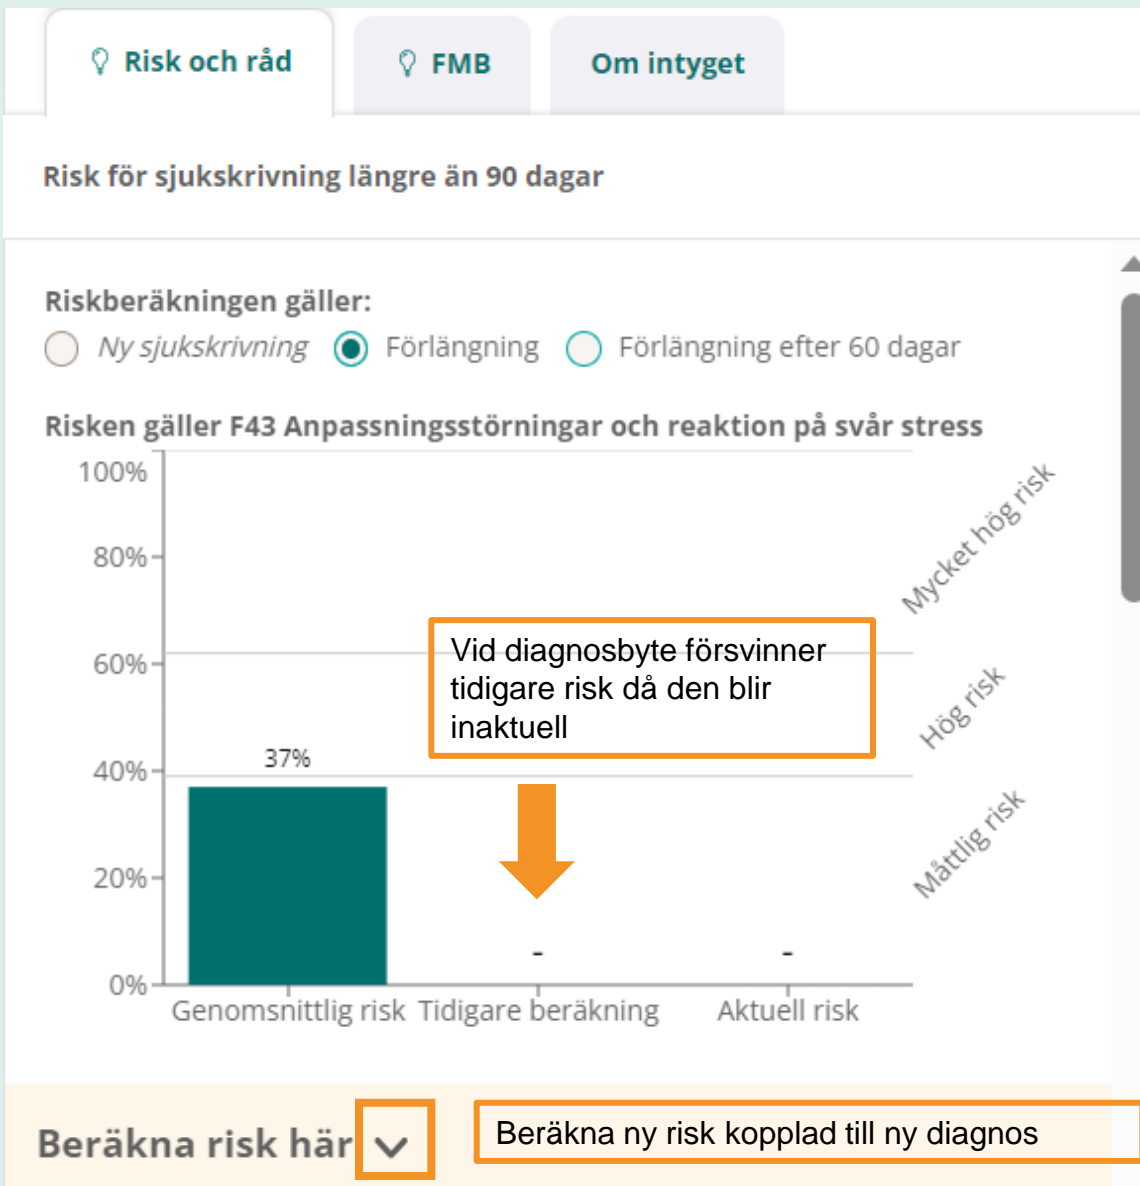 Risk och råd
FMB
Om intyget
Risk för sjukskrivning längre än 90 dagar
Riskberäkningen gäller:
Ny sjukskrivning
Förlängning
Förlängning efter 60 dagar
Risken gäller F43 Anpassningsstörningar och reaktion på svår stress
100%
80%
60%
40%
20%
0%
Mycket hög risk
Hög risk
Måttlig risk
Vid diagnosbyte försvinner
tidigare risk då den blir
inaktuell
37%
-
-
Genomsnittlig risk
Tidigare beräkning
Aktuell risk
Beräkna risk här
Beräkna ny risk kopplad till ny diagnos